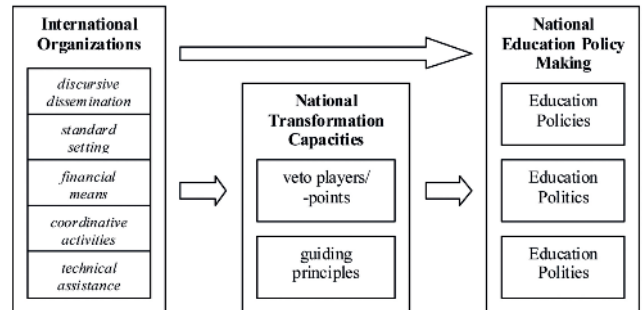 International
Organizations
discursive
dissemination
standard
setting
financial
means
coordinative
activities
technical
assistance
National
Transformation
Capacities
veto players/
-points
guiding
principles
National
Education Policy
Making
Education
Policies
Education
Politics
Education
Polities